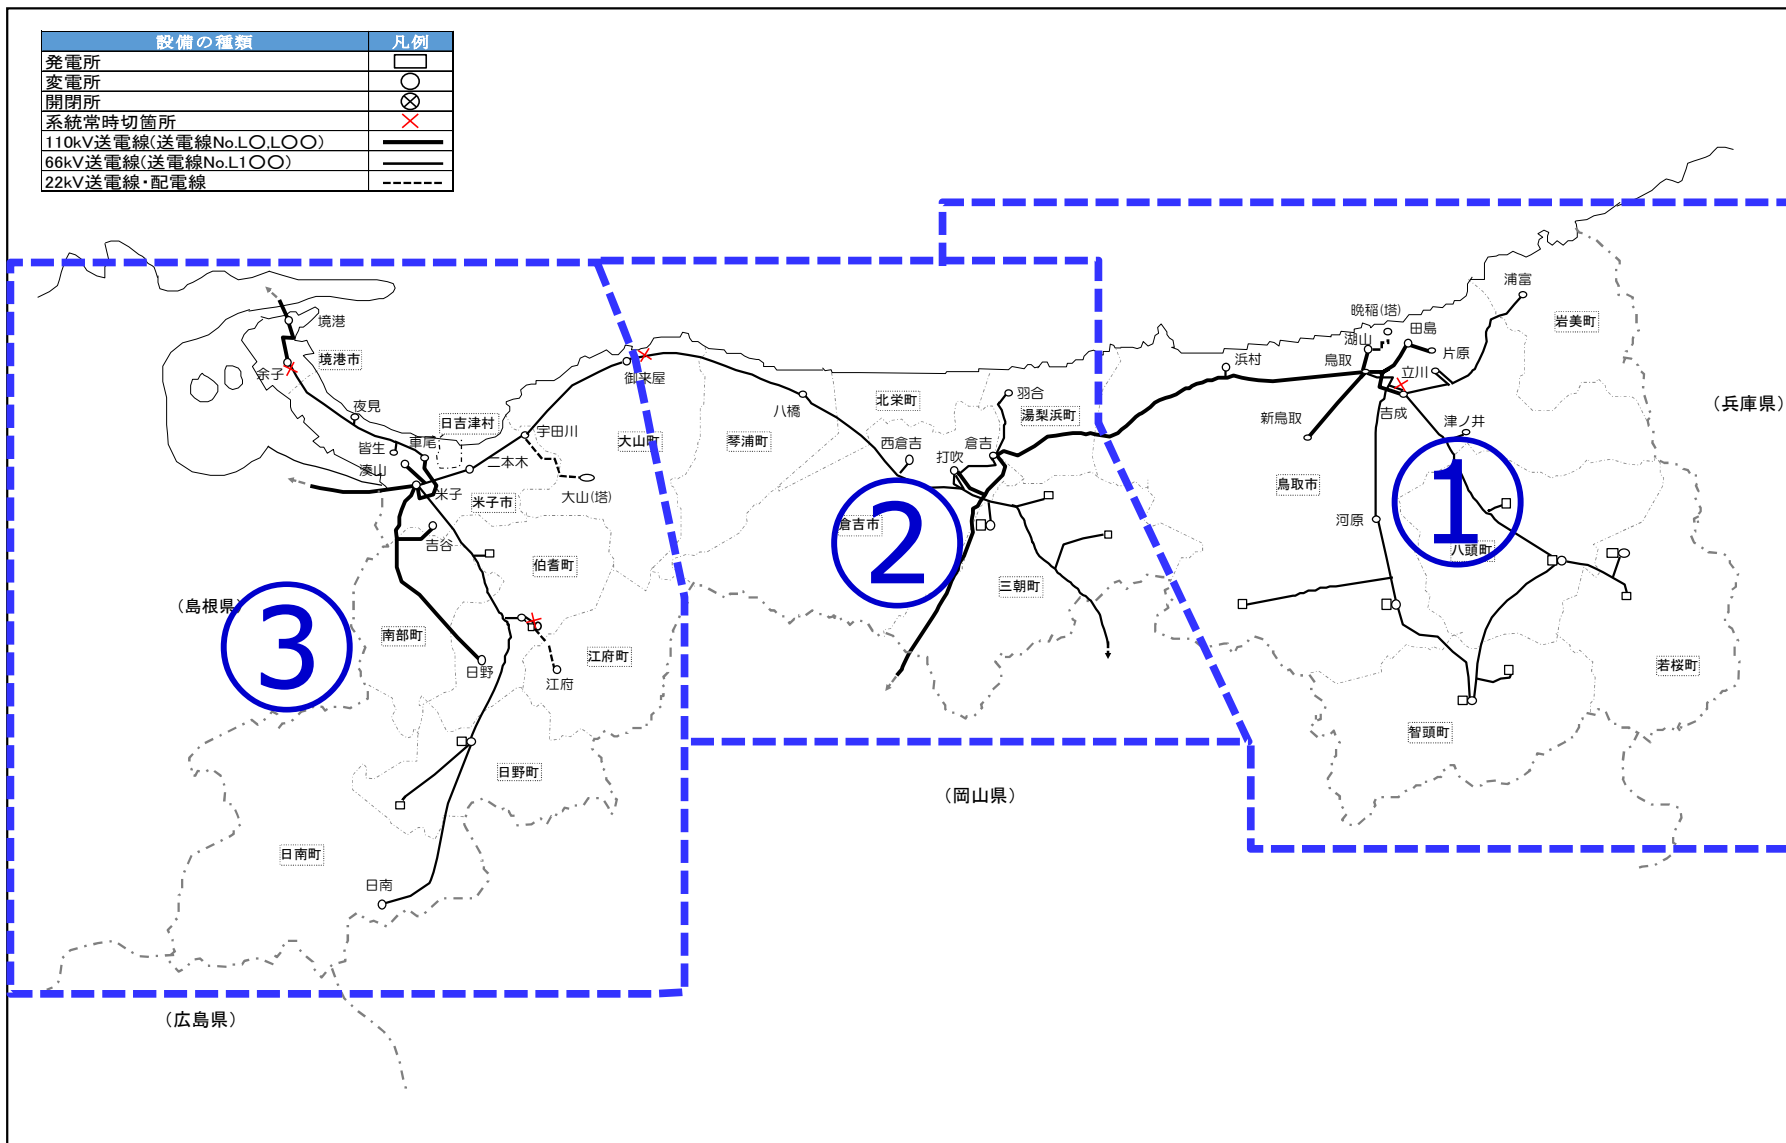 設備の種類 凡例
発電所
変電所
開閉所
系統常時切箇所
110kV送電線(送電線No.L〇,L〇〇)
66kV送電線(送電線No.L1〇〇)
22kV送電線・配電線
境港
境港市
余子
夜見
日吉津村
皆生
車尾
湊山
米子
二本木
宇田川
米子市
大山(塔)
吉谷
伯耆町
(島根県)
③
南部町
日野
江府町
江府
日野町
日南町
日南
(広島県)
御来屋
大山町
琴浦町
八橋
北栄町
羽合
湯梨浜町
西倉吉
倉吉
打吹
倉吉市
②
三朝町
(岡山県)
浜村
晩稲(塔)
湖山
田島
鳥取
片原
立川
浦富
岩美町
吉成
新鳥取
津ノ井
鳥取市
①
河原
八頭町
若桜町
智頭町
(兵庫県)